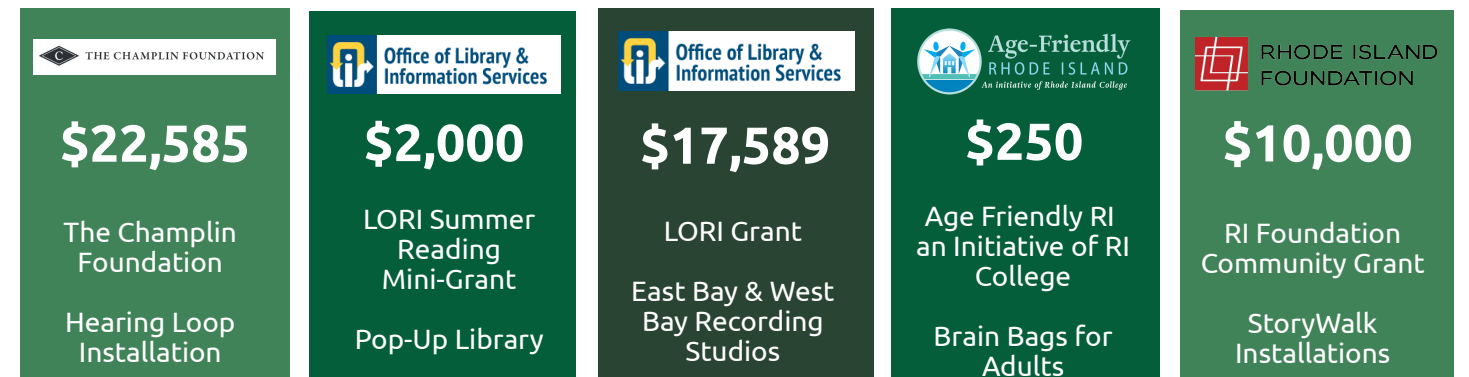 C
THE CHAMPLIN FOUNDATION
$22,585
The Champlin
Foundation
Hearing Loop
Installation
Office of Library &
Information Services
$2,000
LORI Summer
Reading
Mini-Grant
Pop-Up Library
Office of Library &
Information Services
$17,589
LORI Grant
East Bay & West
Bay Recording
Studios
Age-Friendly
RHODE ISLAND
An initiative of Rhode Island College
$250
Age Friendly RI
an Initiative of RI
College
Brain Bags for
Adults
RHODE ISLAND
FOUNDATION
$10,000
RI Foundation
Community Grant
StoryWalk
Installations